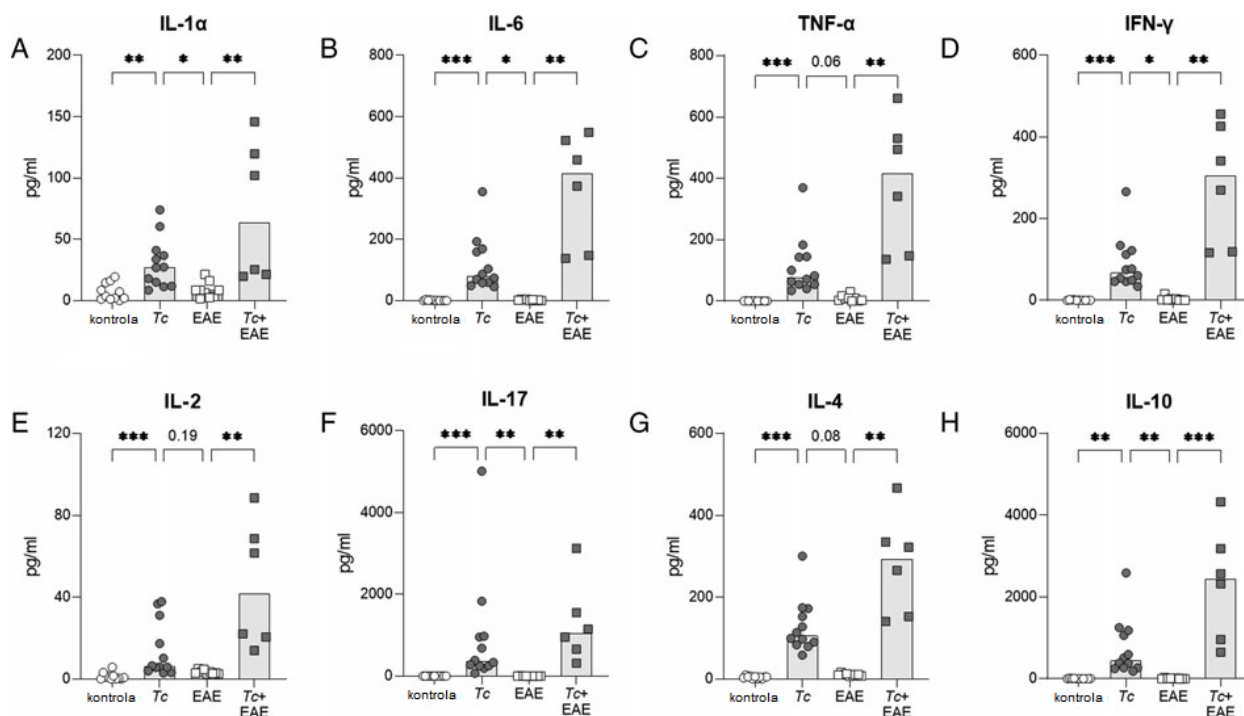 A
IL-1α
** * **
pg/ml
200
150
100
50
0
kontrola Tc EAE Tc+
EAE
B
IL-6
*** * **
pg/ml
800
600
400
200
0
kontrola Tc EAE Tc+
EAE
C
TNF-α
*** 0.06 **
pg/ml
800
600
400
200
0
kontrola Tc EAE Tc+
EAE
D
IFN-γ
*** * **
pg/ml
600
400
200
0
kontrola Tc EAE Tc+
EAE
E
IL-2
*** 0.19 **
pg/ml
120
80
40
0
kontrola Tc EAE Tc+
EAE
F
IL-17
*** ** **
pg/ml
6000
4000
2000
0
kontrola Tc EAE Tc+
EAE
G
IL-4
*** 0.08 **
pg/ml
600
400
200
0
kontrola Tc EAE Tc+
EAE
H
IL-10
** ** ***
pg/ml
6000
4000
2000
0
kontrola Tc EAE Tc+
EAE